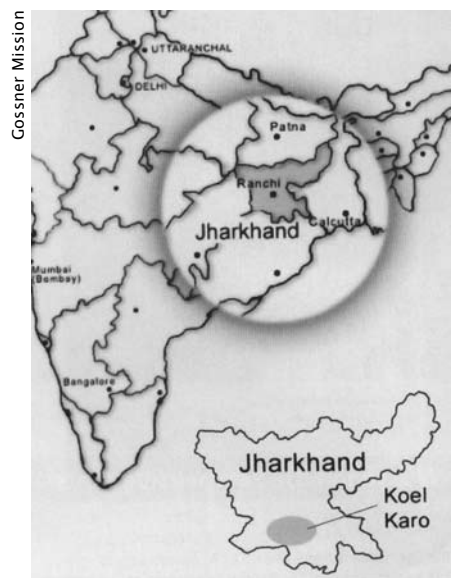 Gossner Mission
UTTARANCHAL
DELHI
Patna
Ranchi
Calcutta
Jharkhand
Mumbai
(Bombay)
Bangalore
Jharkhand
Koel
Karo